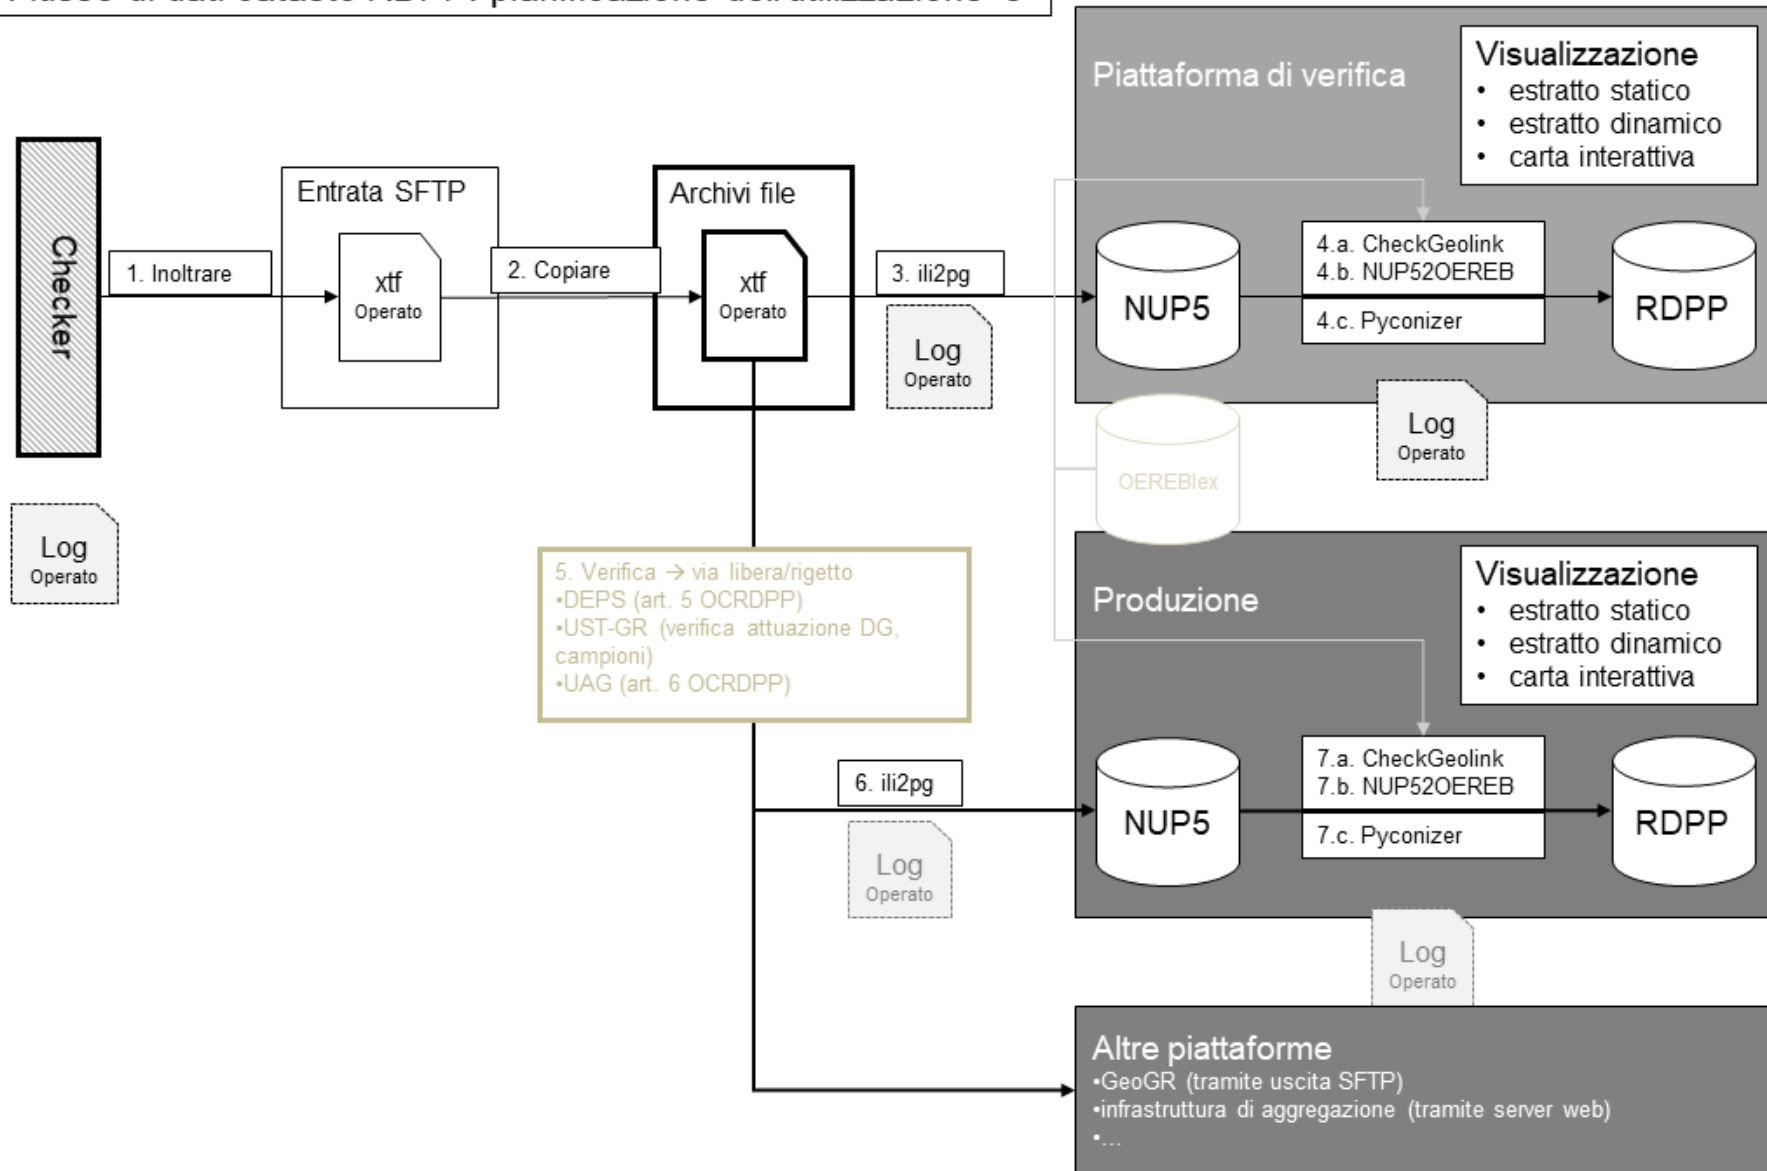 Piattaforma di verifica
Visualizzazione
• estratto statico
• estratto dinamico
• carta interattiva
Checker
1. Inoltrare
Entrata SFTP
xtf
Operato
2. Copiare
Archivi file
xtf
Operato
3. ili2pg
Log
Operato
NUP5
4.a. CheckGeolink
4.b. NUP52OEREB
4.c. Pyconizer
RDPP
Log
Operato
Log
Operato
OEREBlex
5. Verifica → via libera/rigetto
•DEPS (art. 5 OCRDPP)
•UST-GR (verifica attuazione DG,
campioni)
•UAG (art. 6 OCRDPP)
Produzione
Visualizzazione
• estratto statico
• estratto dinamico
• carta interattiva
6. ili2pg
Log
Operato
NUP5
7.a. CheckGeolink
7.b. NUP52OEREB
7.c. Pyconizer
RDPP
Log
Operato
Altre piattaforme
•GeoGR (tramite uscita SFTP)
•infrastruttura di aggregazione (tramite server web)
•...